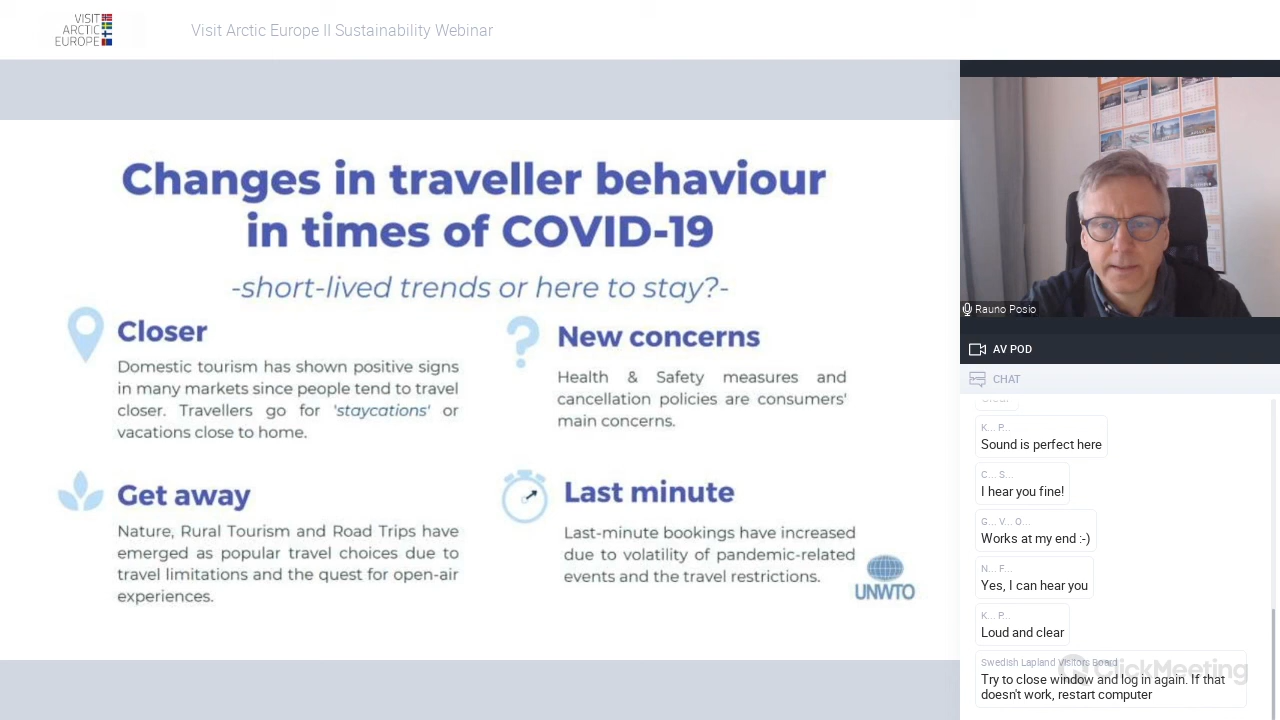 VISIT
ARCTIC
EUROPE
Visit Arctic Europe II Sustainability Webinar
Changes in traveller behaviour
in times of COVID-19
-short-lived trends or here to stay?-
Closer
Domestic tourism has shown positive signs
in many markets since people tend to travel
closer. Travellers go for 'staycations' or
vacations close to home.
New concerns
Health & Safety measures and
cancellation policies are consumers'
main concerns.
Get away
Nature, Rural Tourism and Road Trips have
emerged as popular travel choices due to
travel limitations and the quest for open-air
experiences.
Last minute
Last-minute bookings have increased
due to volatility of pandemic-related
events and the travel restrictions.
UNWTO
Rauno Posio
AV POD
CHAT
K... P...
Sound is perfect here
C... S...
I hear you fine!
G... V... O...
Works at my end :-)
N... F...
Yes, I can hear you
K... P...
Loud and clear
Swedish Lapland Visitors Board
Try to close window and log in again. If that
doesn't work, restart computer
ClickMeeting